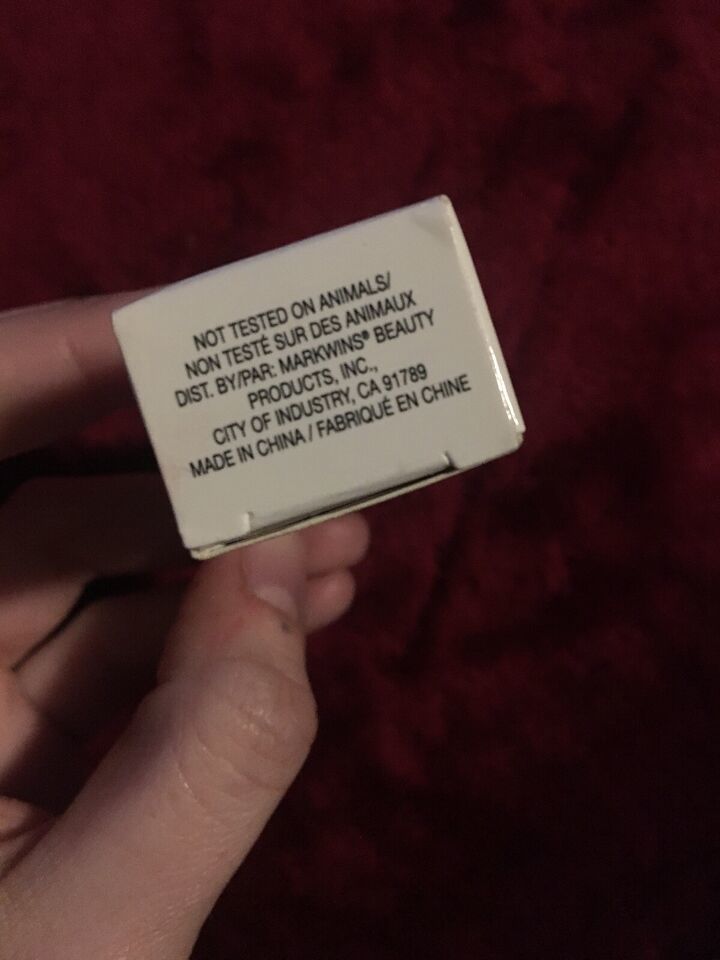 NOT TESTED ON ANIMALS/
NON TESTÉ SUR DES ANIMAUX
DIST. BY/PAR: MARKWINS® BEAUTY
PRODUCTS, INC.,
CITY OF INDUSTRY, CA 91789
MADE IN CHINA / FABRIQUÉ EN CHINE